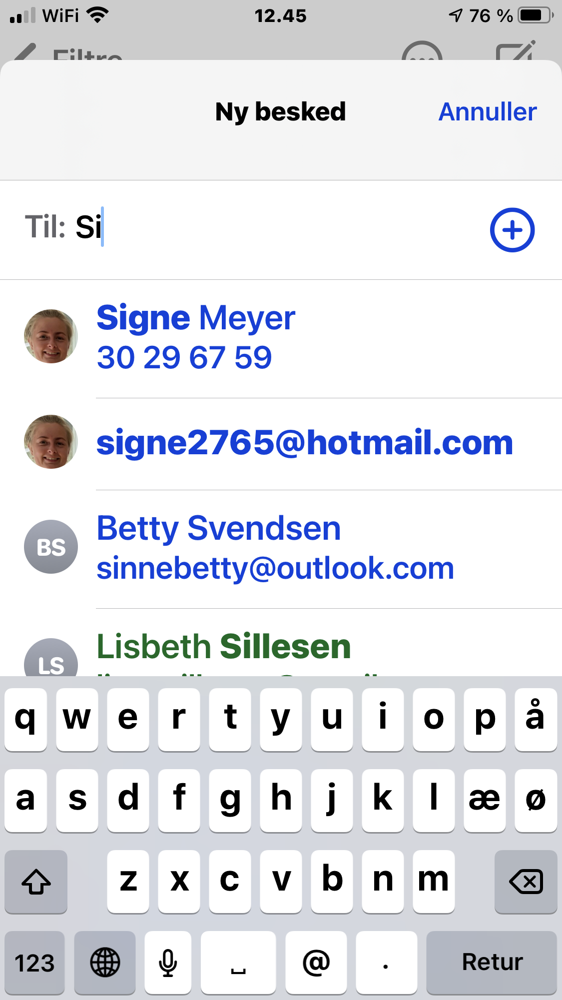 WiFi 12.45 76 %
Filtre
Ny besked Annuller
Til: Si
Signe Meyer
30 29 67 59
signe2765@hotmail.com
BS Betty Svendsen
sinnebetty@outlook.com
LS Lisbeth Sillesen
q w e r t y u i o p å
a s d f g h j k l æ ø
z x c v b n m
123 @ . Retur